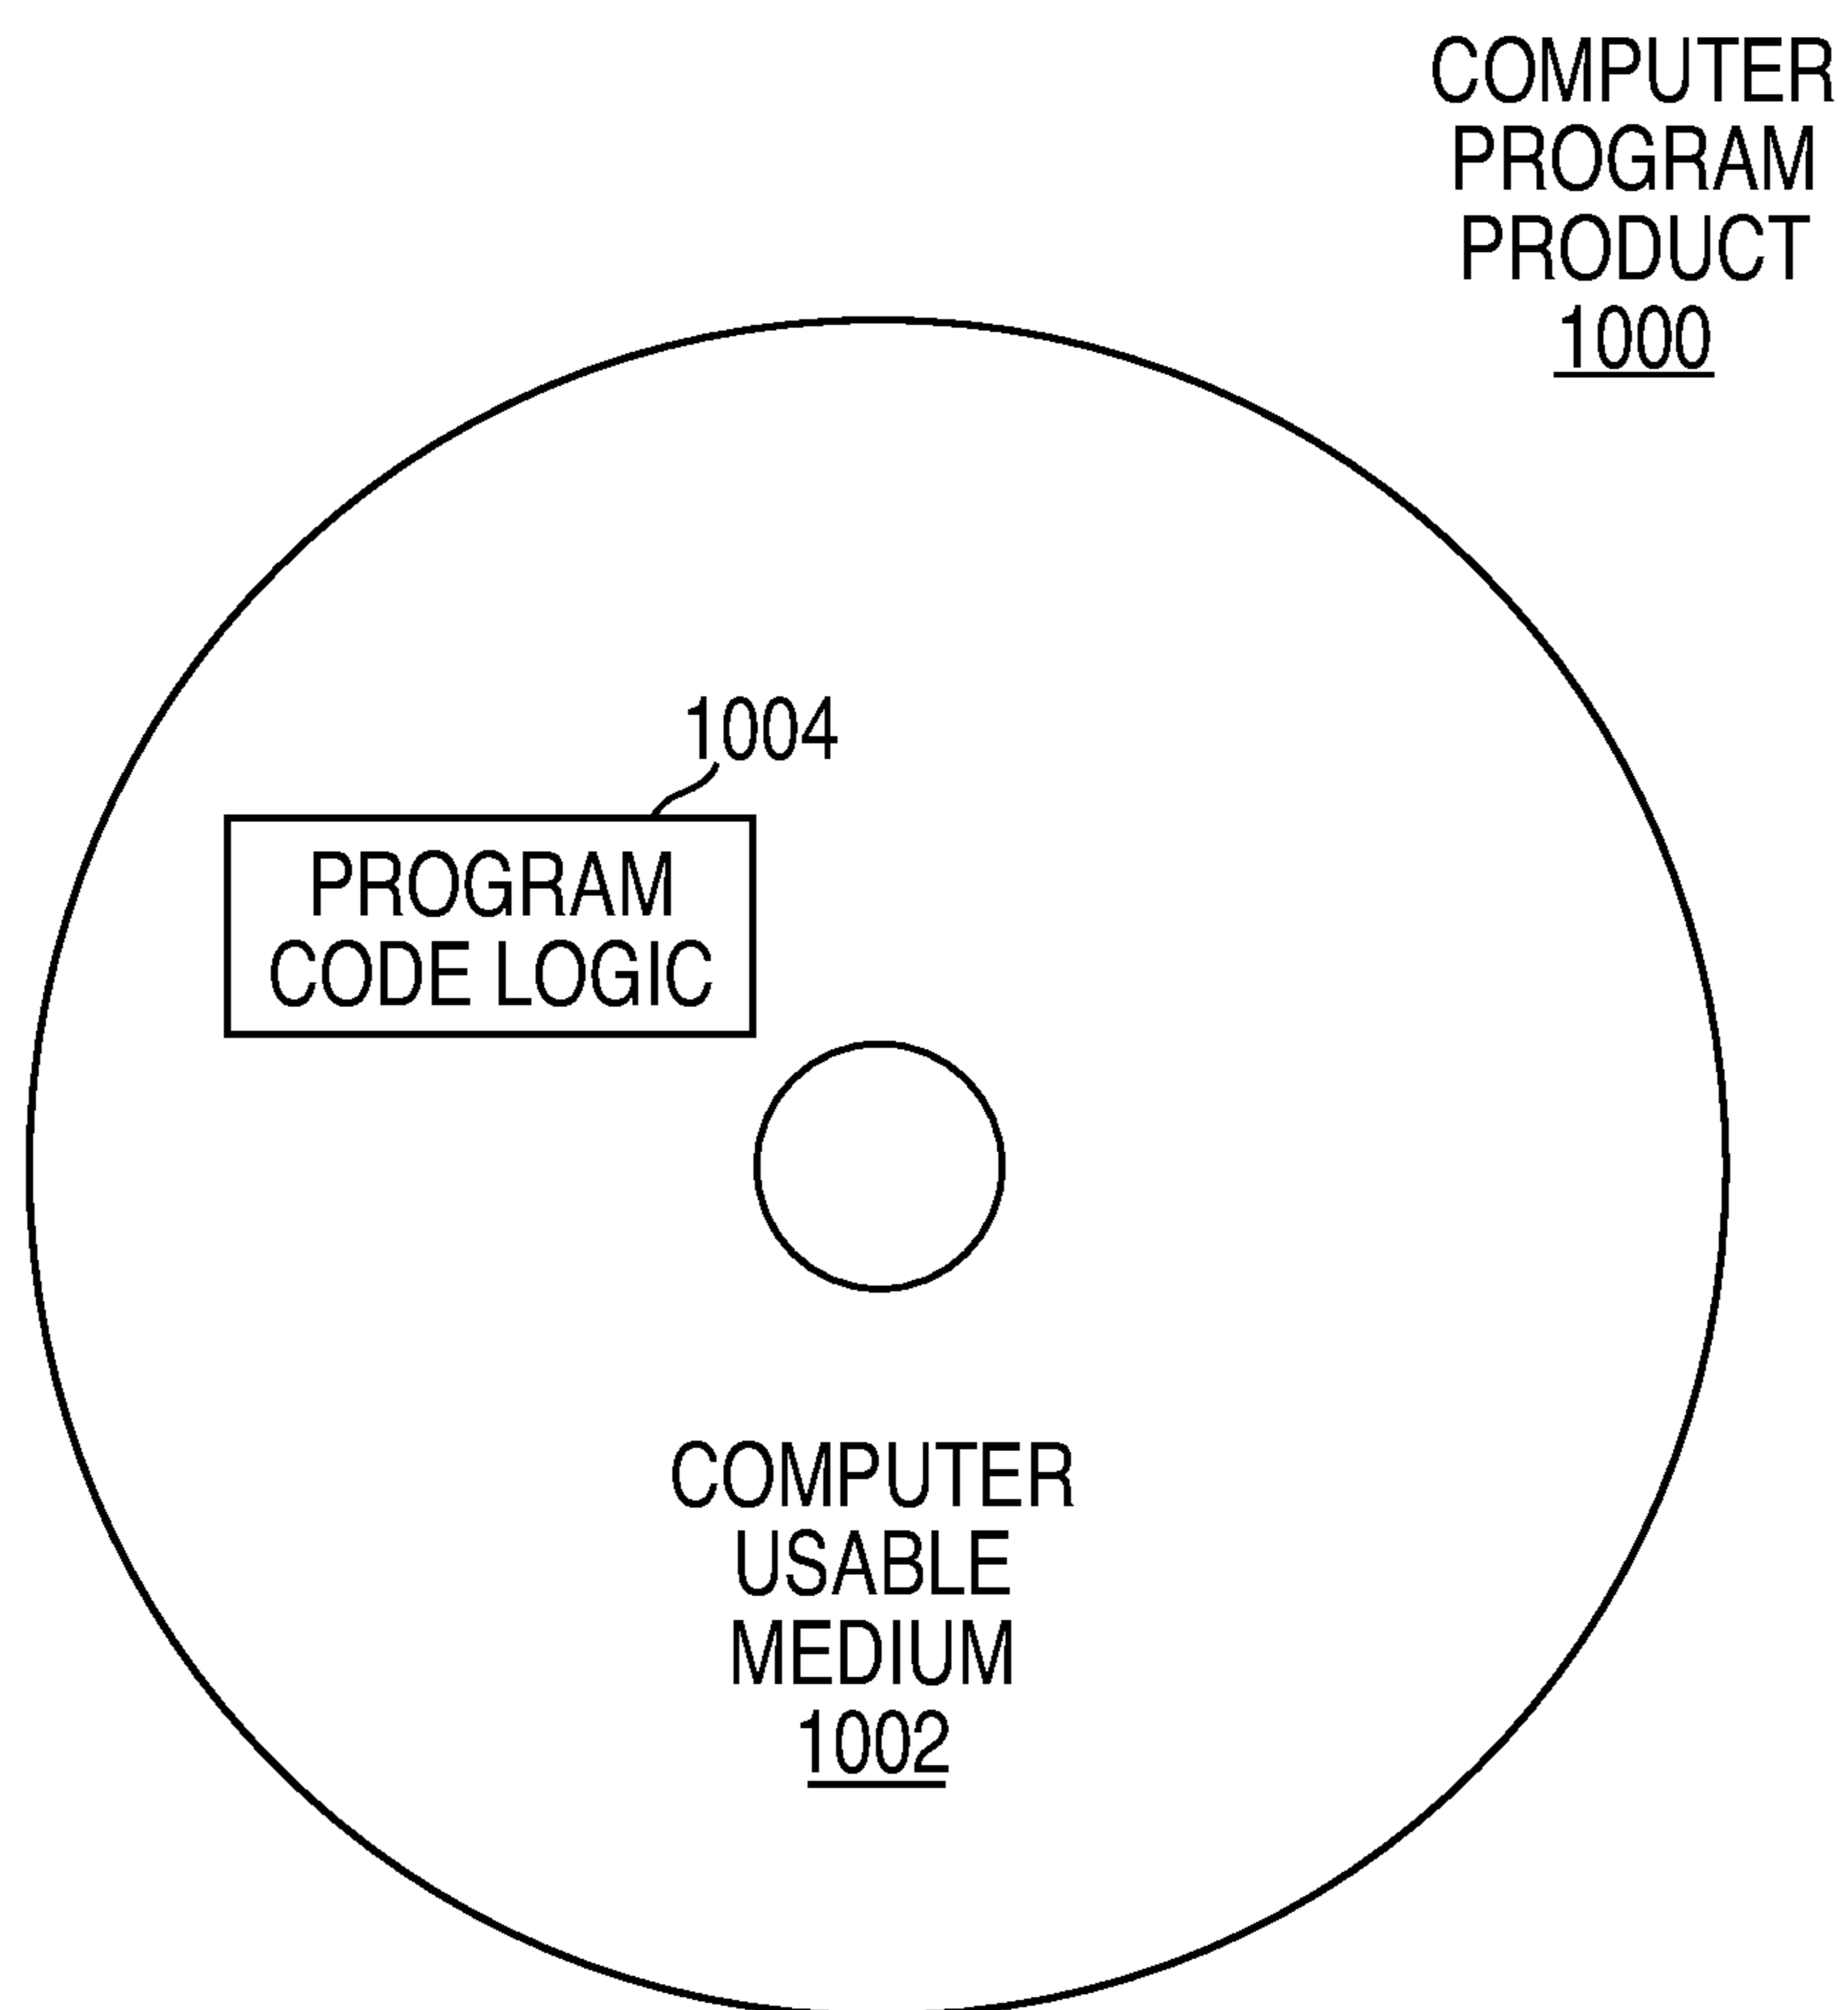 COMPUTER
PROGRAM
PRODUCT
1000
1004
PROGRAM
CODE LOGIC
COMPUTER
USABLE
MEDIUM
1002